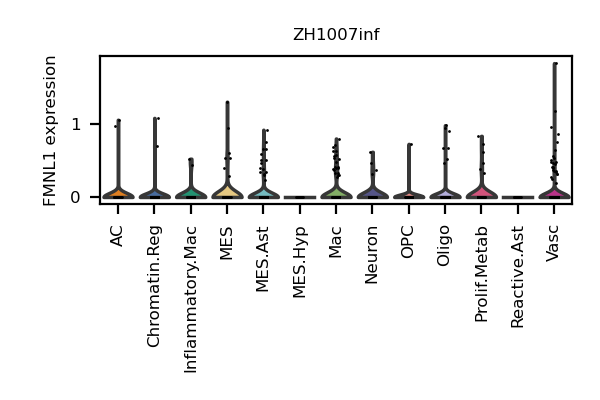 ZH1007inf
FMNL1 expression
1
0
AC
Chromatin.Reg
Inflammatory.Mac
MES
MES.Ast
MES.Hyp
Mac
Neuron
OPC
Oligo
Prolif.Metab
Reactive.Ast
Vasc